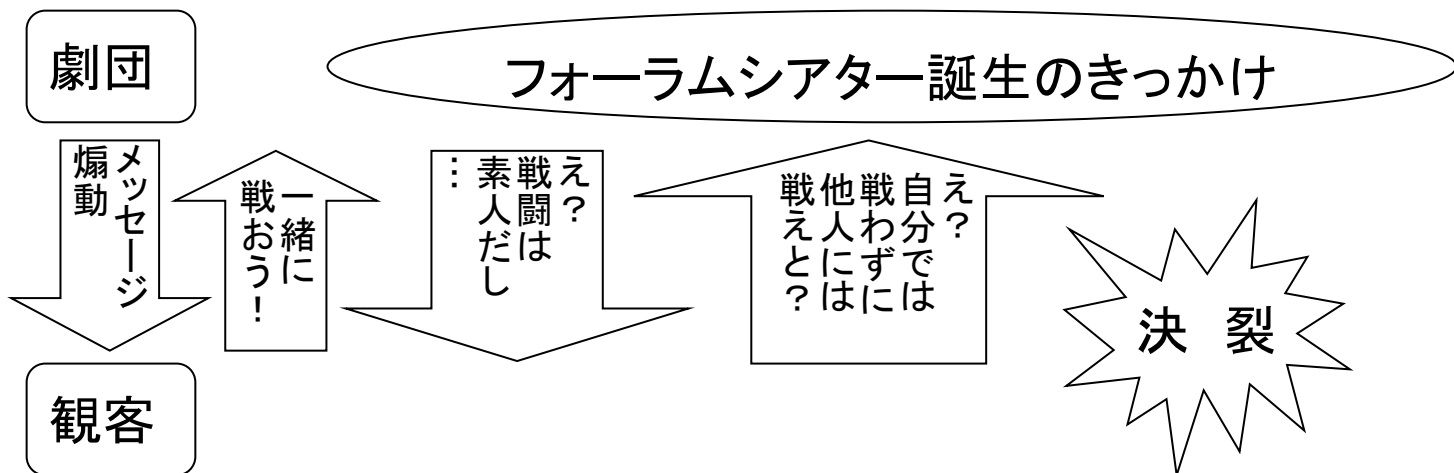 劇団
フォーラムシアター誕生のきっかけ
メッセージ
煽動
一緒に
戦おう！
え？
戦闘は
素人だし
…
え？
自分では
戦わずに
他人には
戦えと？
決 裂
観客